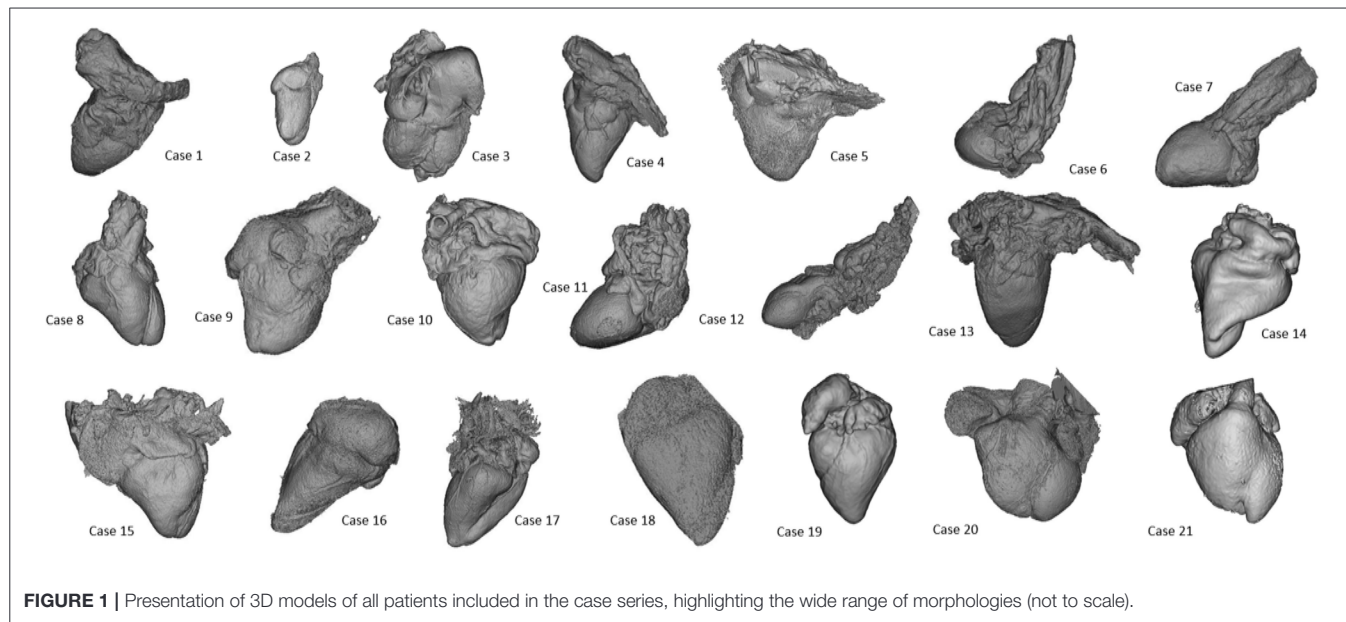 Case 1
Case 2
Case 3
Case 4
Case 5
Case 6
Case 7
Case 8
Case 9
Case 10
Case 11
Case 12
Case 13
Case 14
Case 15
Case 16
Case 17
Case 18
Case 19
Case 20
Case 21
FIGURE 1 | Presentation of 3D models of all patients included in the case series, highlighting the wide range of morphologies (not to scale).